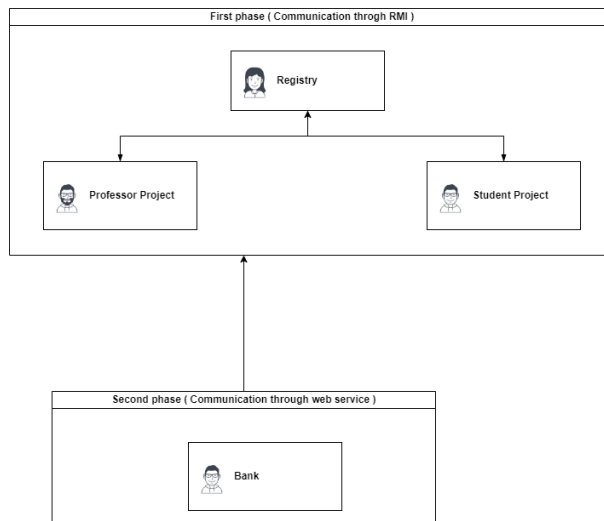 First phase ( Communication throgh RMI )
Registry
Professor Project
Student Project
Second phase ( Communication through web service )
Bank